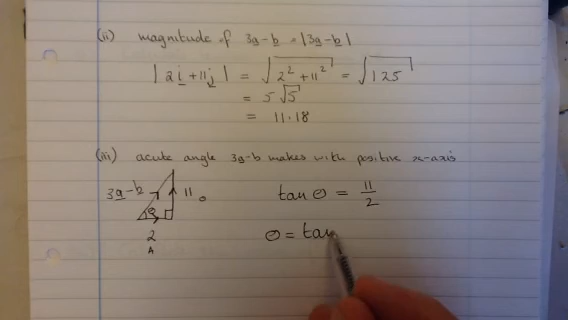 (ii) magnitude of 3a-b = |3a-b|
|2i + 11j| = √2² + 11² = √125
= 5√5
= 11.18
(iii) acute angle 3a-b makes with positive x-axis
3a-b 11 tan θ = 11/2
θ
2 θ = tan